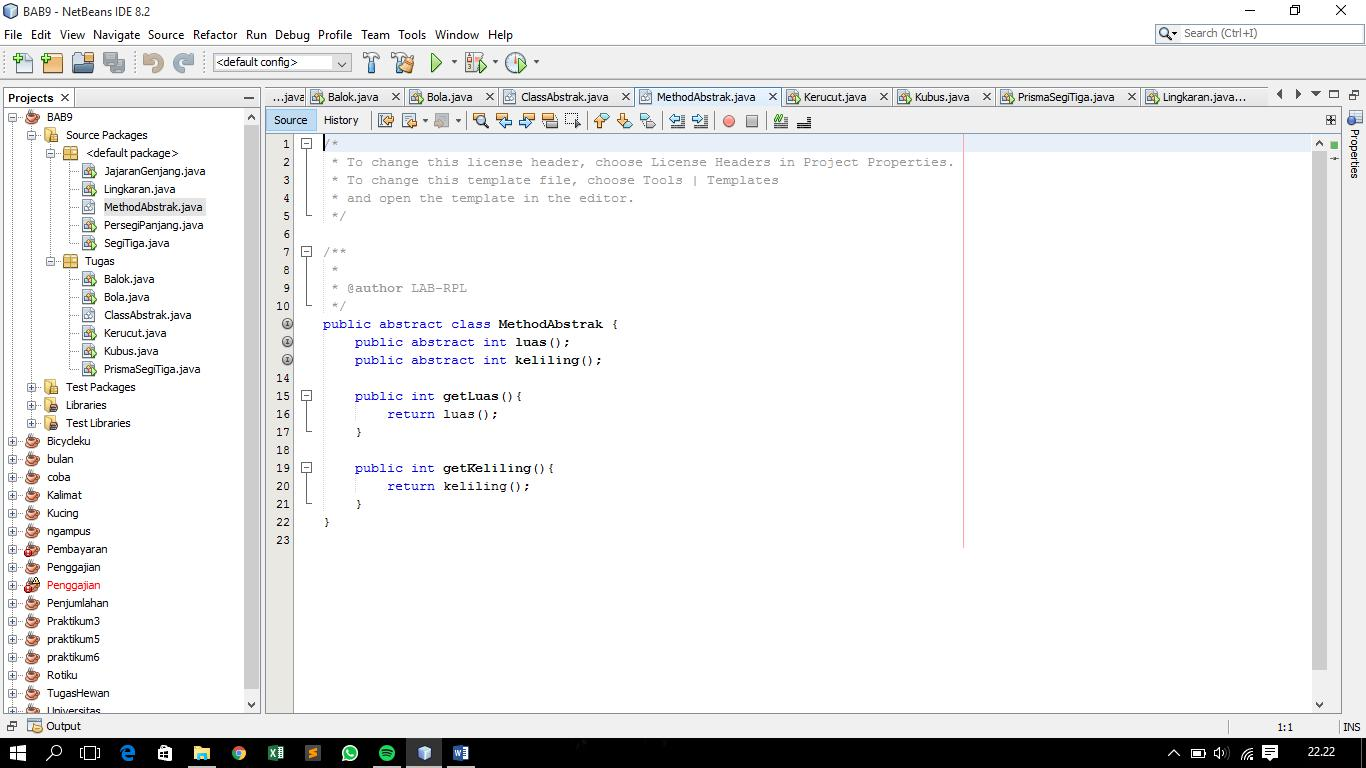 BAB9 - NetBeans IDE 8.2
File Edit View Navigate Source Refactor Run Debug Profile Team Tools Window Help
Search (Ctrl+I)
<default config>
Projects
...java Balok.java Bola.java ClassAbstrak.java MethodAbstrak.java Kerucut.java Kubus.java PrismaSegiTiga.java Lingkaran.java...
Source History
BAB9
Source Packages
<default package>
JajaranGenjang.java
Lingkaran.java
MethodAbstrak.java
PersegiPanjang.java
SegiTiga.java
Tugas
Balok.java
Bola.java
ClassAbstrak.java
Kerucut.java
Kubus.java
PrismaSegiTiga.java
Test Packages
Libraries
Test Libraries
Bicycleku
bulan
coba
Kalimat
Kucing
ngampus
Pembayaran
Penggajian
Penggajian
Penjumlahan
Praktikum3
praktikum5
praktikum6
Rotiku
TugasHewan
Universitas
1 /*
2 * To change this license header, choose License Headers in Project Properties.
3 * To change this template file, choose Tools | Templates
4 * and open the template in the editor.
5 */
6
7 /**
8 *
9 * @author LAB-RPL
10 */
public abstract class MethodAbstrak {
public abstract int luas();
public abstract int keliling();
14
15 public int getLuas(){
16 return luas();
17 }
18
19 public int getKeliling(){
20 return keliling();
21 }
22 }
23
Properties
Output
1:1 INS
22.22